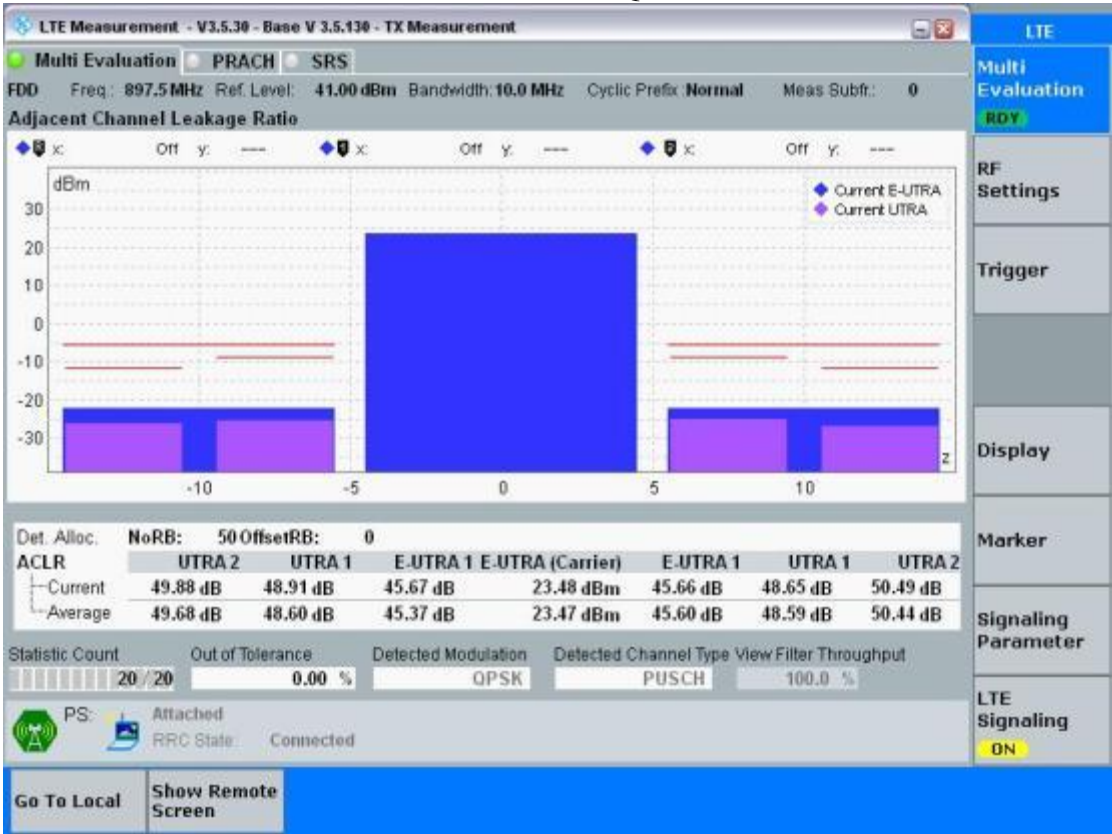 LTE Measurement - V3.5.30 - Base V 3.5.130 - TX Measurement
LTE
Multi Evaluation PRACH SRS
Multi
Evaluation
RDY
FDD Freq.: 897.5 MHz Ref. Level: 41.00 dBm Bandwidth: 10.0 MHz Cyclic Prefix: Normal Meas Subfr.: 0
Adjacent Channel Leakage Ratio
x: Off y: --- x: Off y: --- x: Off y: ---
dBm
Current E-UTRA
Current UTRA
RF
Settings
30
20
10
0
-10
-20
-30
z
-10 -5 0 5 10
Trigger
Display
Det. Alloc. NoRB: 50 OffsetRB: 0
ACLR UTRA 2 UTRA 1 E-UTRA 1 E-UTRA (Carrier) E-UTRA 1 UTRA 1 UTRA 2
Current 49.88 dB 48.91 dB 45.67 dB 23.48 dBm 45.66 dB 48.65 dB 50.49 dB
Average 49.68 dB 48.60 dB 45.37 dB 23.47 dBm 45.60 dB 48.59 dB 50.44 dB
Marker
Signaling
Parameter
Statistic Count Out of Tolerance Detected Modulation Detected Channel Type View Filter Throughput
20 / 20 0.00 % QPSK PUSCH 100.0 %
PS: Attached
RRC State: Connected
LTE
Signaling
ON
Go To Local
Show Remote
Screen